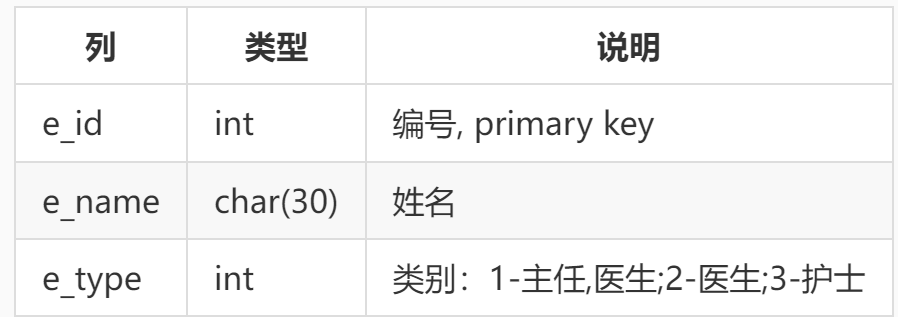 列 类型 说明
e_id int 编号, primary key
e_name char(30) 姓名
e_type int 类别：1-主任,医生;2-医生;3-护士